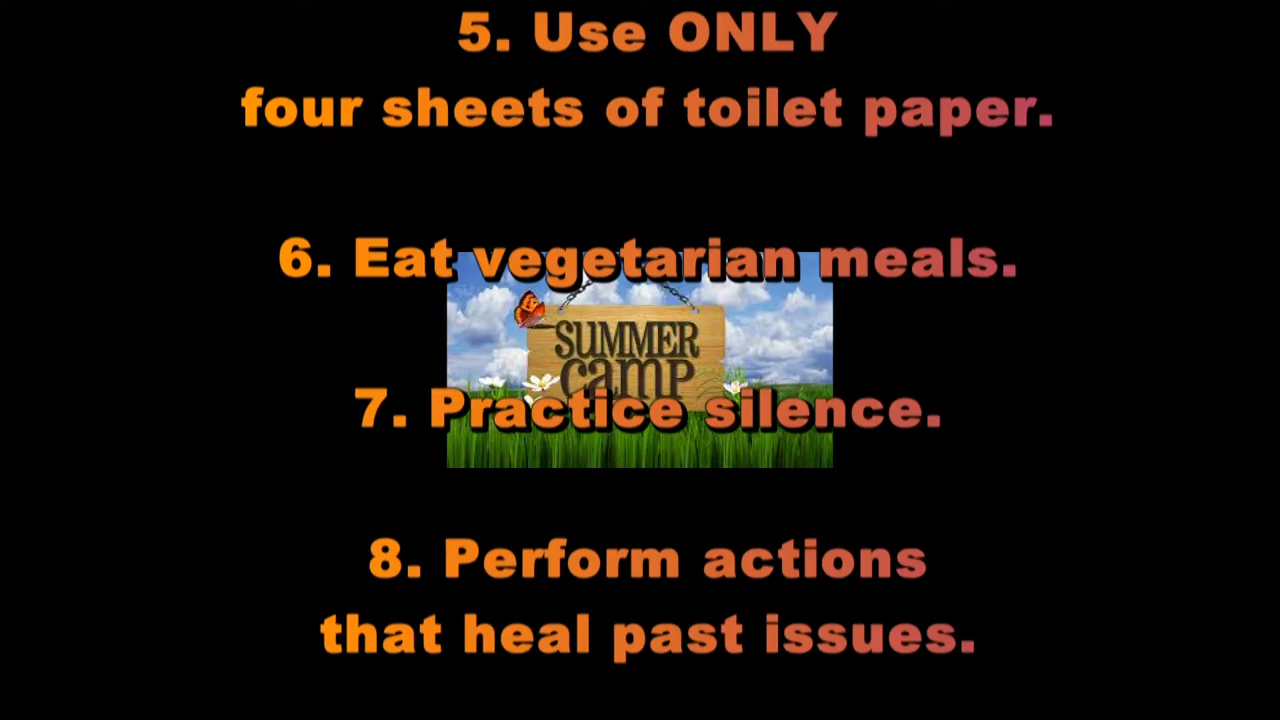 5. Use ONLY
four sheets of toilet paper.
6. Eat vegetarian meals.
SUMMER
camp
7. Practice silence.
8. Perform actions
that heal past issues.